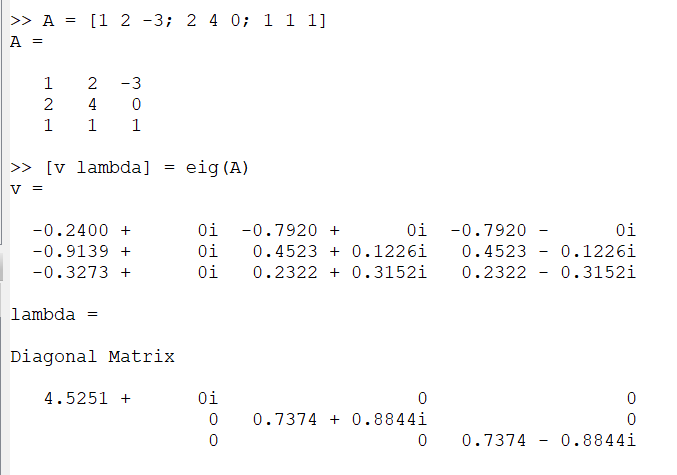 >> A = [1 2 -3; 2 4 0; 1 1 1]
A =
1 2 -3
2 4 0
1 1 1
>> [v lambda] = eig(A)
v =
-0.2400 + 0i -0.7920 + 0i -0.7920 - 0i
-0.9139 + 0i 0.4523 + 0.1226i 0.4523 - 0.1226i
-0.3273 + 0i 0.2322 + 0.3152i 0.2322 - 0.3152i
lambda =
Diagonal Matrix
4.5251 + 0i 0 0
0 0.7374 + 0.8844i 0
0 0 0.7374 - 0.8844i